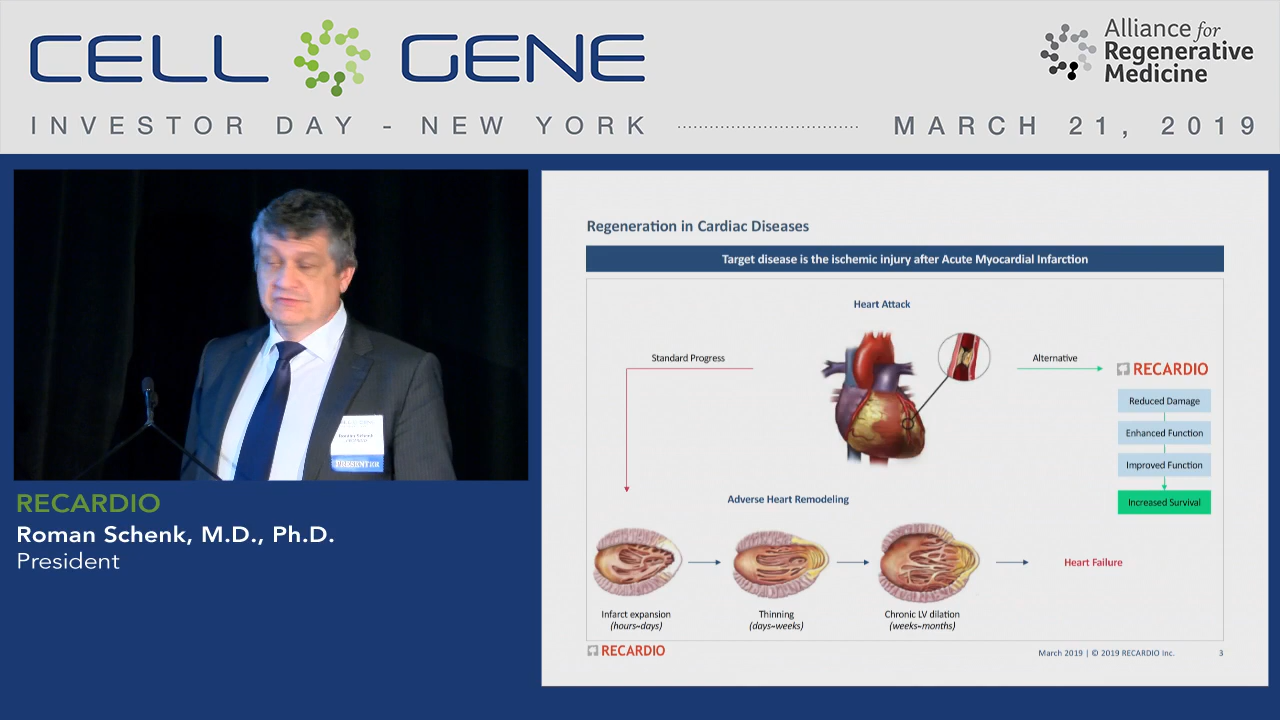 CELL GENE
Alliance for
Regenerative
Medicine
INVESTOR DAY - NEW YORK
MARCH 21, 2019
PRESENTER
RECARDIO
Roman Schenk, M.D., Ph.D.
President
Regeneration in Cardiac Diseases
Target disease is the ischemic injury after Acute Myocardial Infarction
Heart Attack
Standard Progress
Alternative
RECARDIO
Reduced Damage
Enhanced Function
Improved Function
Increased Survival
Adverse Heart Remodeling
Heart Failure
Infarct expansion
(hours–days)
Thinning
(days–weeks)
Chronic LV dilation
(weeks–months)
RECARDIO
March 2019 | © 2019 RECARDIO Inc.
3